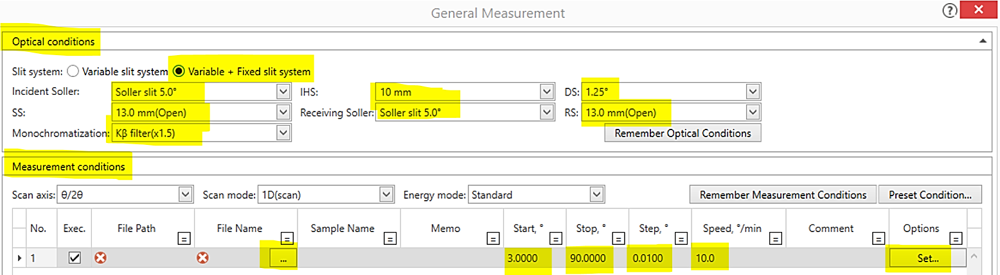 General Measurement
Optical conditions
Slit system: Variable slit system Variable + Fixed slit system
Incident Soller: Soller slit 5.0° IHS: 10 mm DS: 1.25°
SS: 13.0 mm(Open) Receiving Soller: Soller slit 5.0° RS: 13.0 mm(Open)
Monochromatization: Kβ filter(x1.5) Remember Optical Conditions
Measurement conditions
Scan axis: θ/2θ Scan mode: 1D(scan) Energy mode: Standard Remember Measurement Conditions Preset Condition...
No. Exec. File Path File Name Sample Name Memo Start, ° Stop, ° Step, ° Speed, °/min Comment Options
1 ... 3.0000 90.0000 0.0100 10.0 Set...